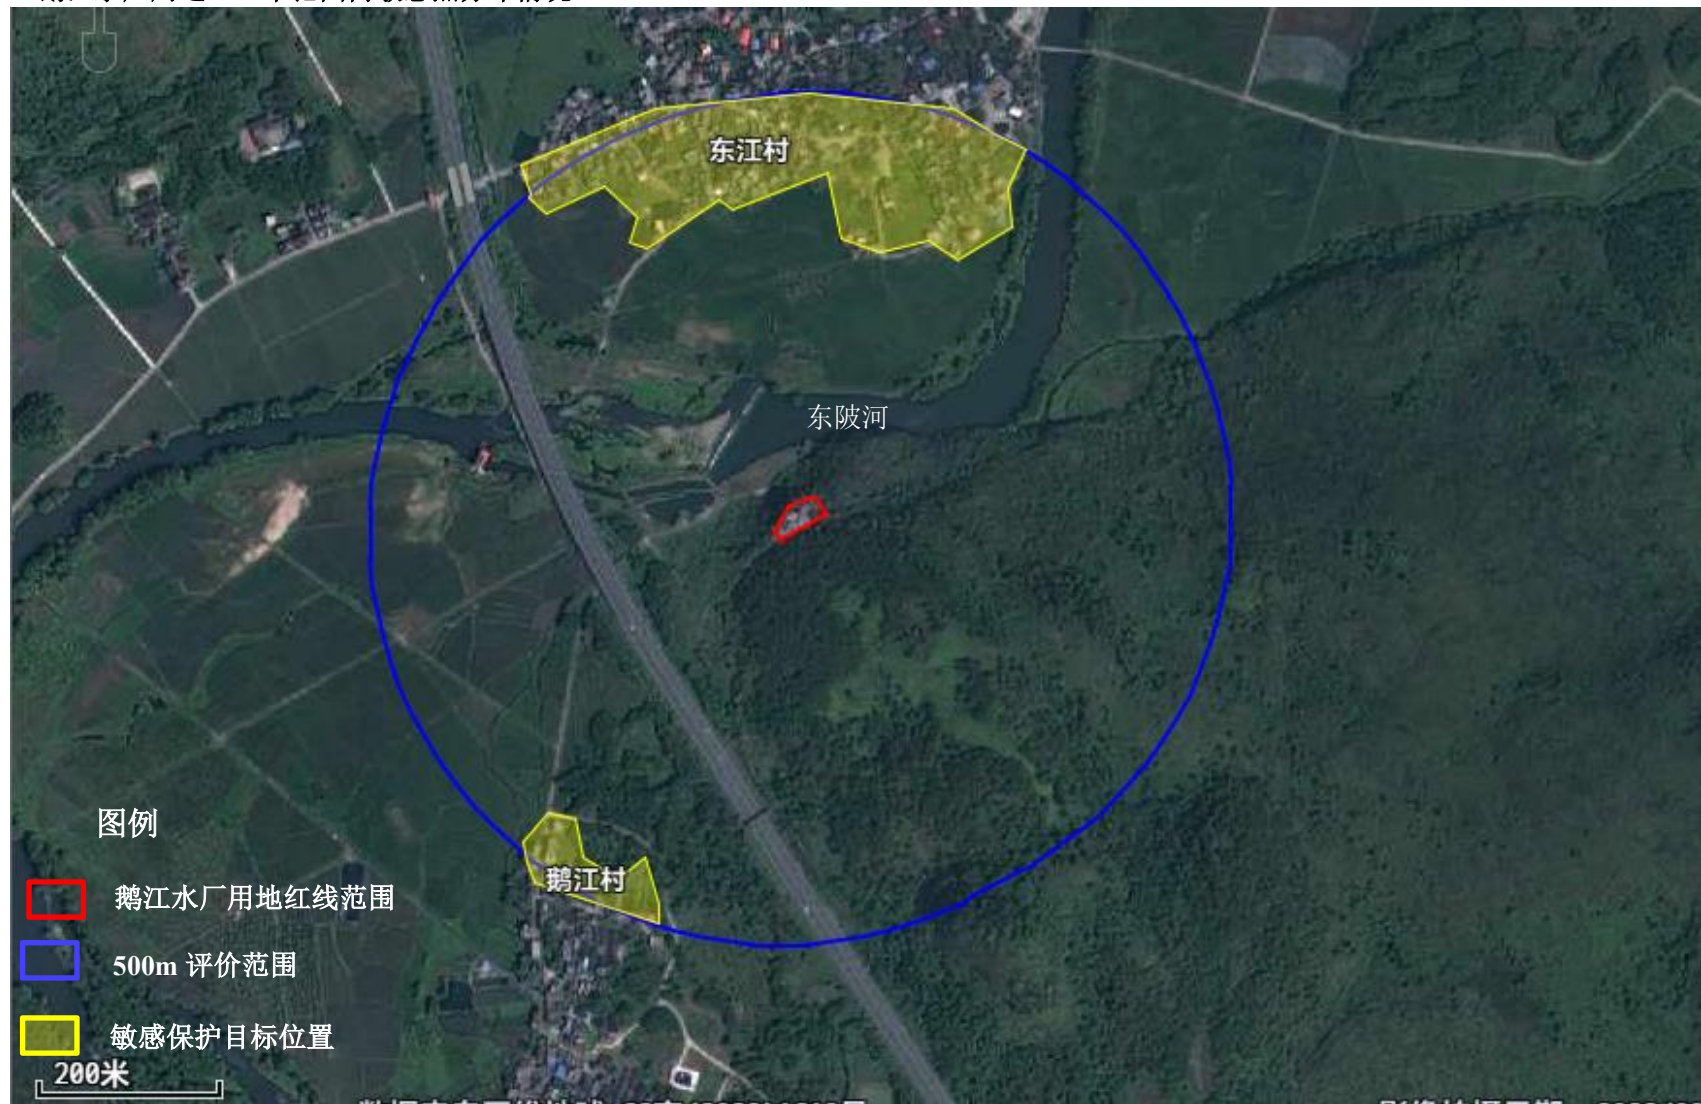 东江村
东陂河
鹅江村
图例
鹅江水厂用地红线范围
500m 评价范围
敏感保护目标位置
200米